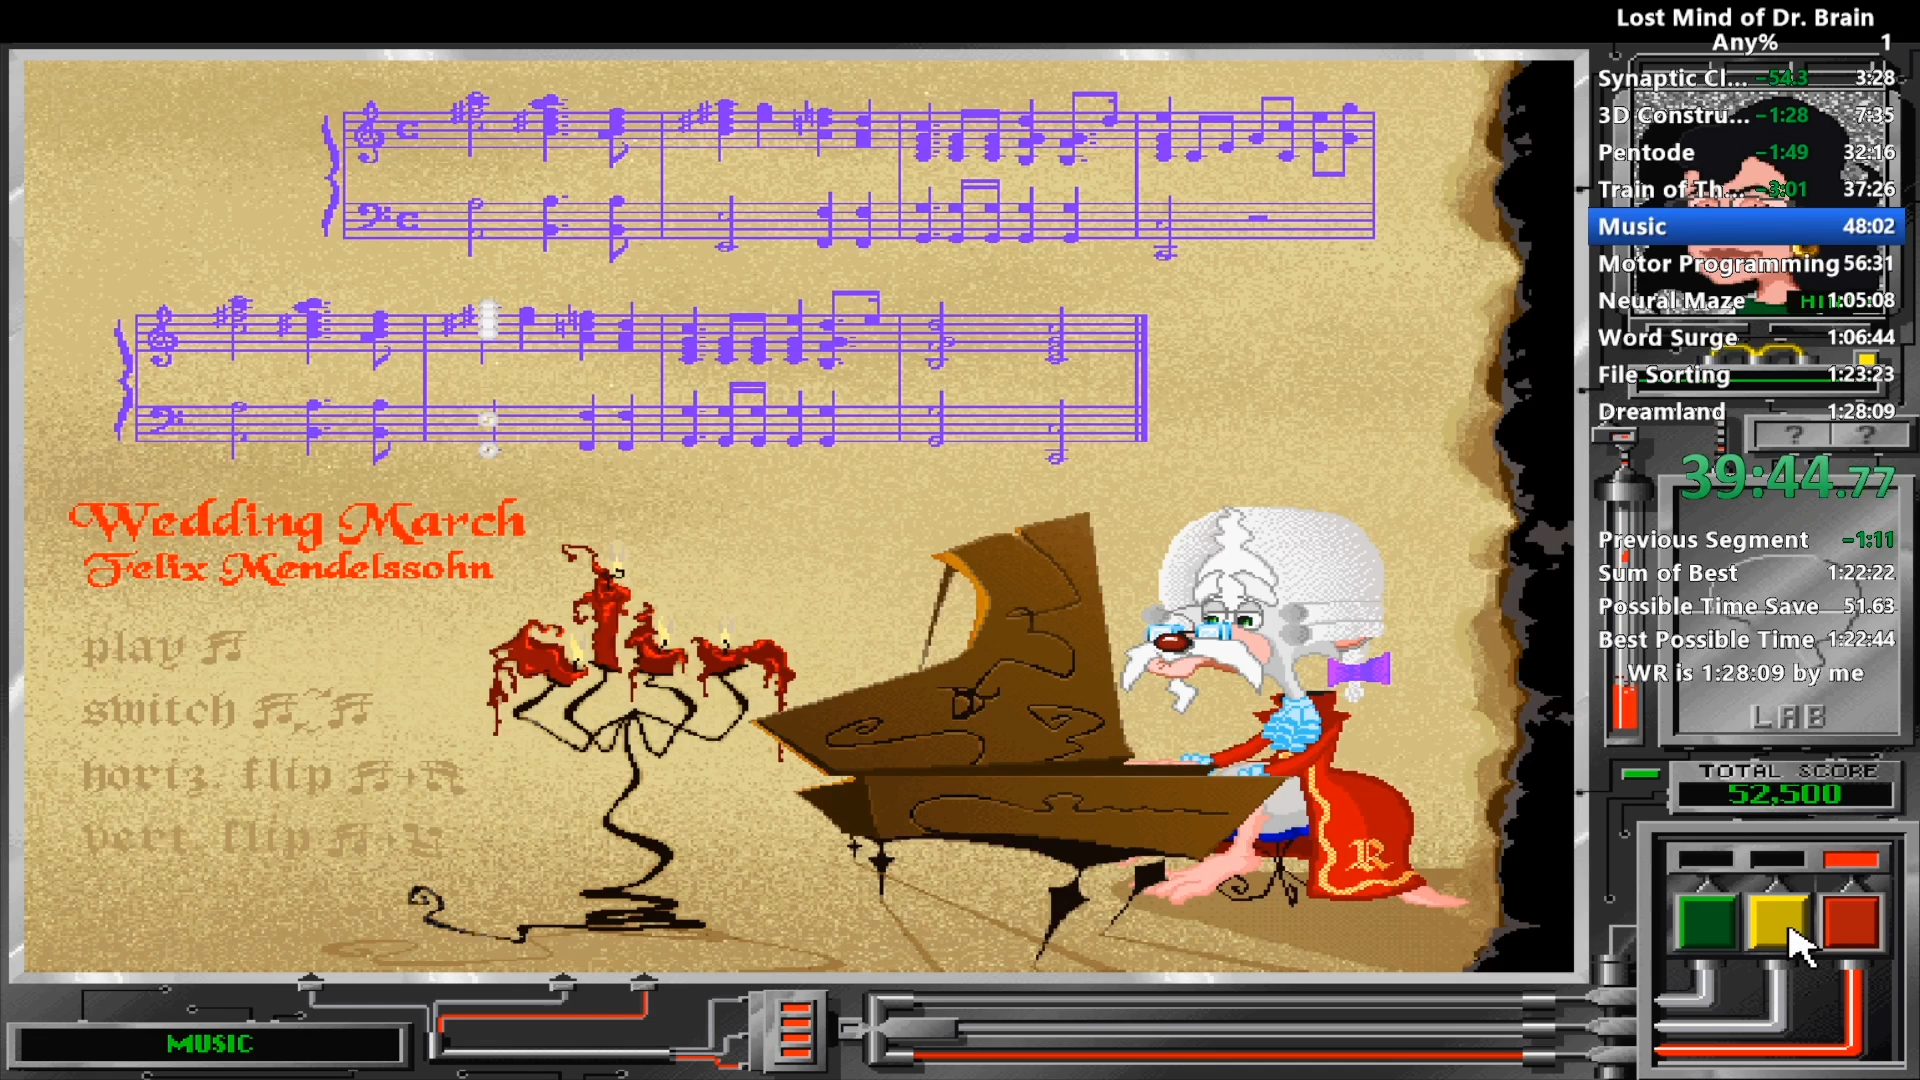 Lost Mind of Dr. Brain
Any% 1
Synaptic Cl... -54.3 3:28
3D Constru... -1:28 7:35
Pentode -1:49 32:16
Train of Th... -3:01 37:26
Music 48:02
Motor Programming 56:31
Neural Maze 1:05:08
Word Surge 1:06:44
File Sorting 1:23:23
Dreamland 1:28:09
? ?
39:44.77
Previous Segment -1:11
Sum of Best 1:22:22
Possible Time Save 51.63
Best Possible Time 1:22:44
WR is 1:28:09 by me
LAB
TOTAL SCORE
52,500
Wedding March
Felix Mendelssohn
play
switch
horiz. flip
vert. flip
R
MUSIC